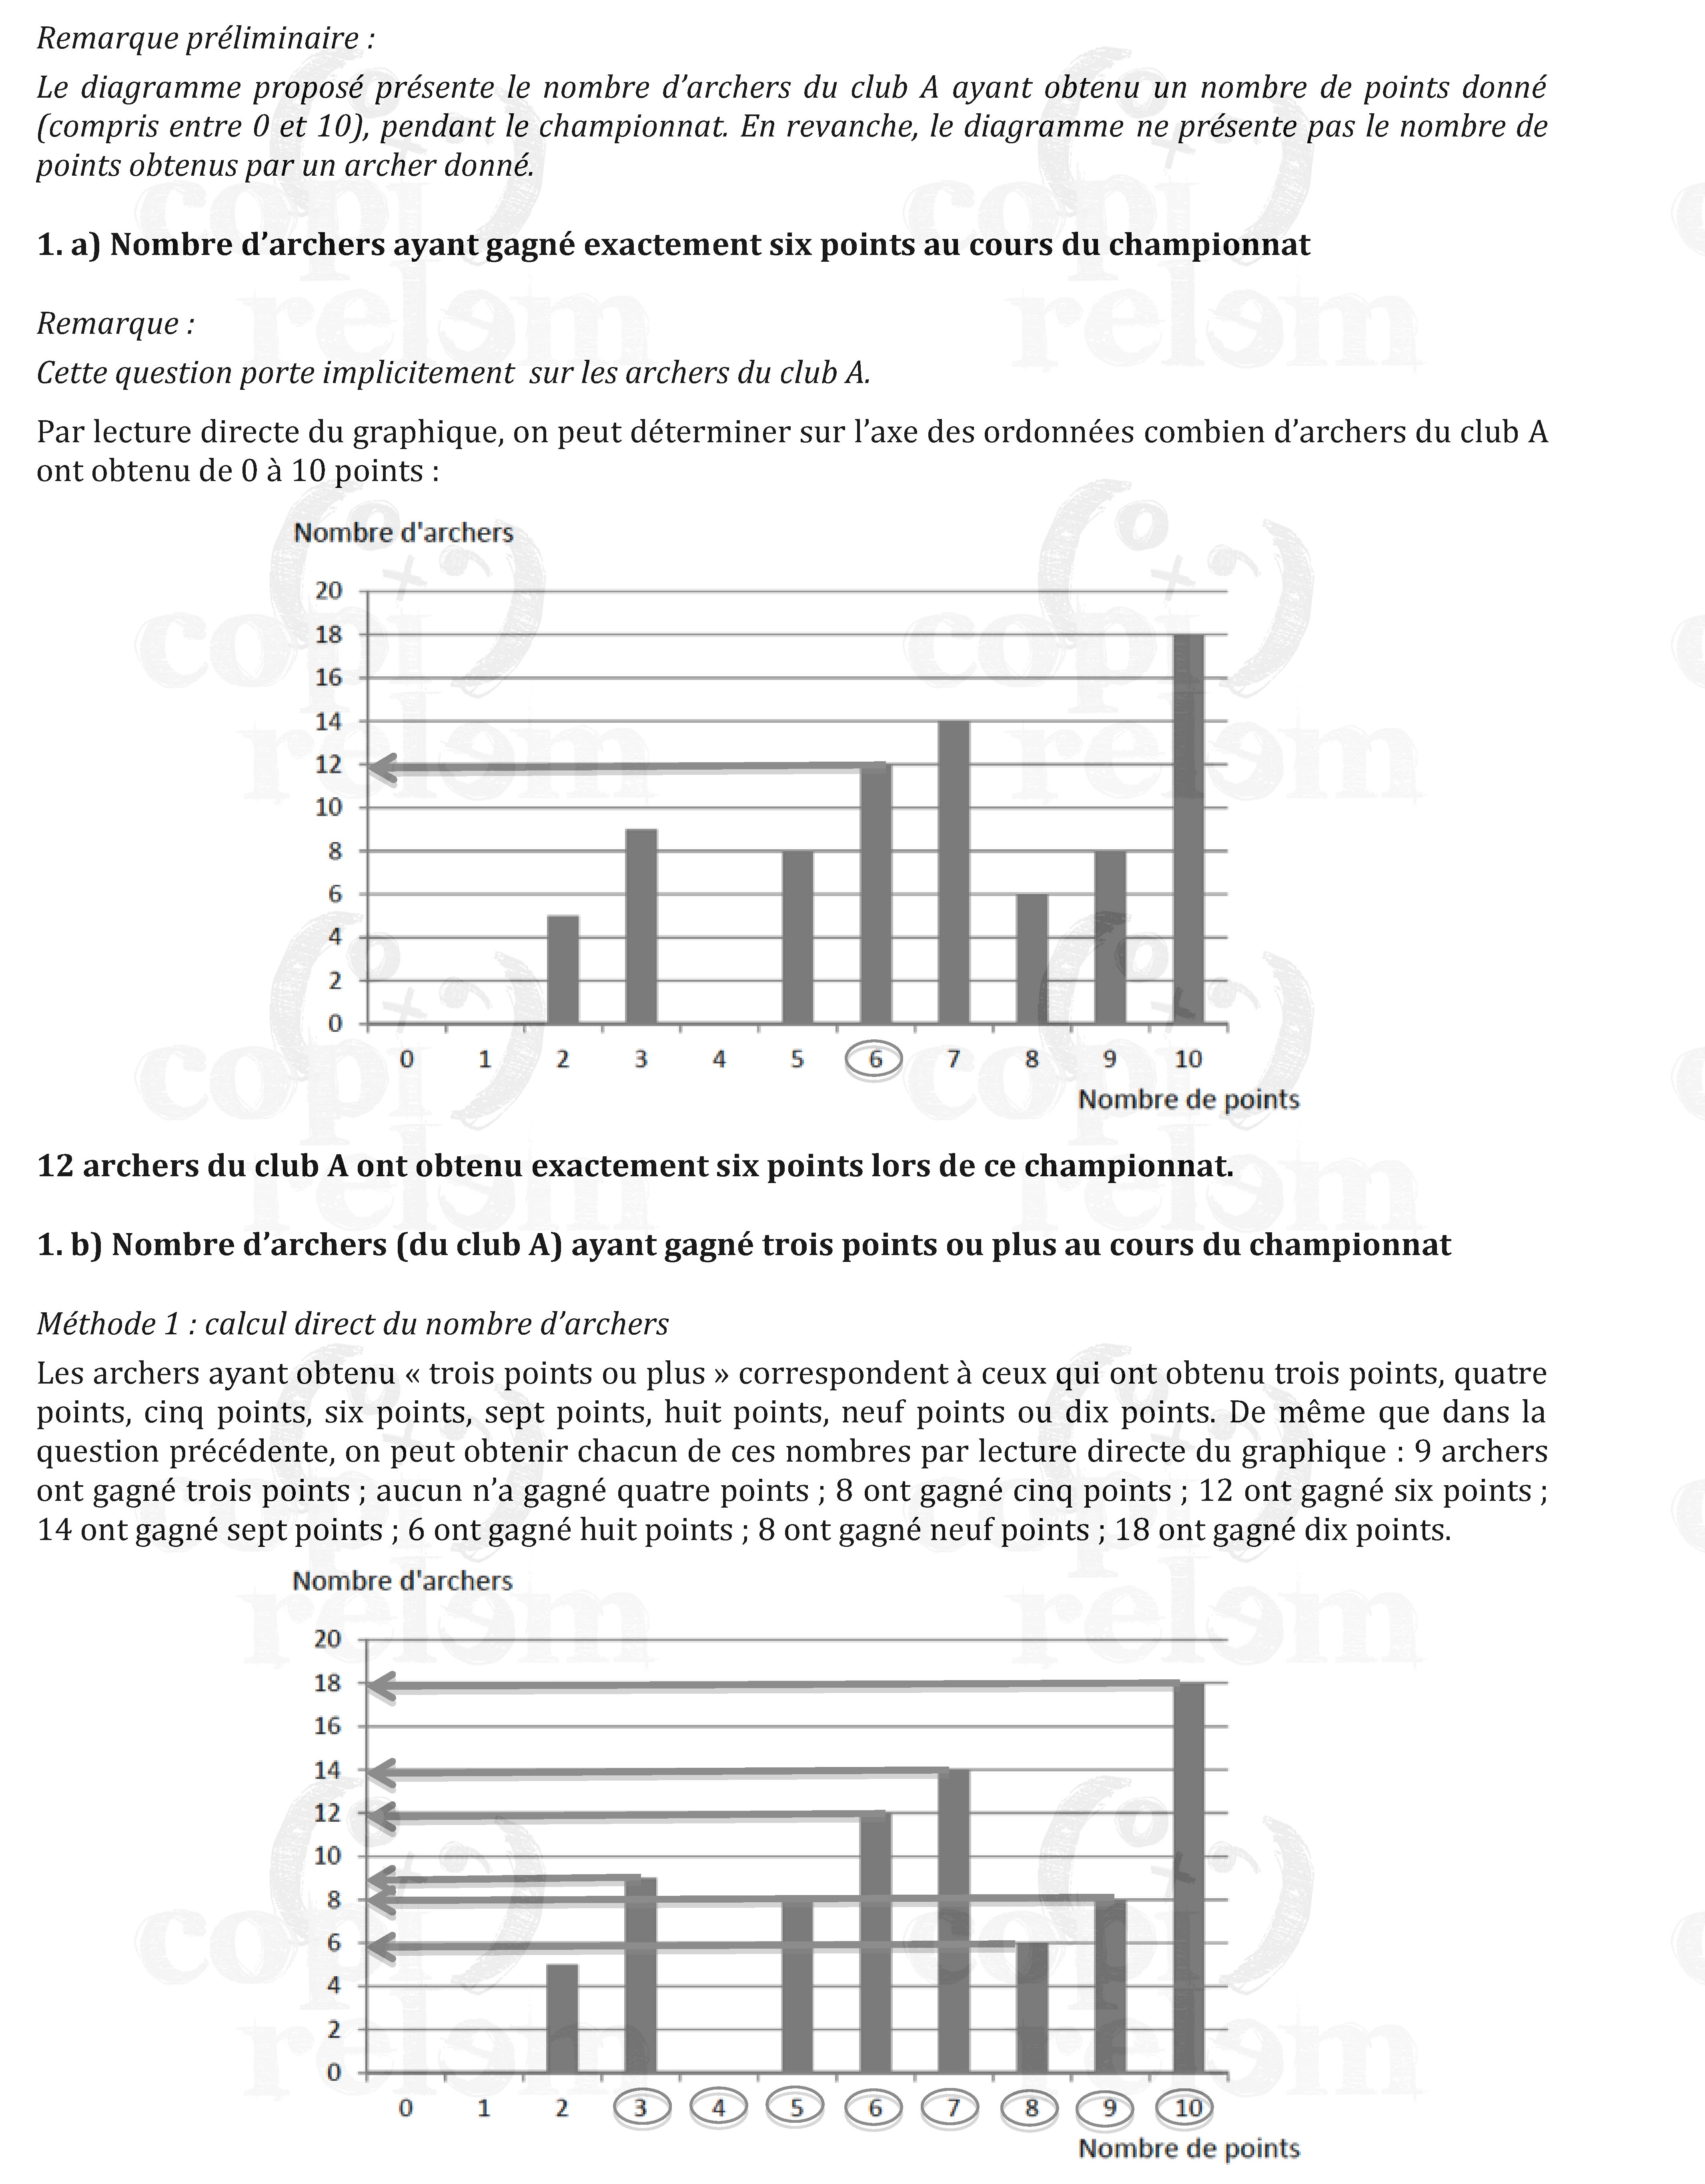 Remarque préliminaire :
Le diagramme proposé présente le nombre d’archers du club A ayant obtenu un nombre de points donné
(compris entre 0 et 10), pendant le championnat. En revanche, le diagramme ne présente pas le nombre de
points obtenus par un archer donné.
1. a) Nombre d’archers ayant gagné exactement six points au cours du championnat
Remarque :
Cette question porte implicitement sur les archers du club A.
Par lecture directe du graphique, on peut déterminer sur l’axe des ordonnées combien d’archers du club A
ont obtenu de 0 à 10 points :
Nombre d'archers
20
18
16
14
12
10
8
6
4
2
0
0 1 2 3 4 5 6 7 8 9 10
Nombre de points
12 archers du club A ont obtenu exactement six points lors de ce championnat.
1. b) Nombre d’archers (du club A) ayant gagné trois points ou plus au cours du championnat
Méthode 1 : calcul direct du nombre d’archers
Les archers ayant obtenu « trois points ou plus » correspondent à ceux qui ont obtenu trois points, quatre
points, cinq points, six points, sept points, huit points, neuf points ou dix points. De même que dans la
question précédente, on peut obtenir chacun de ces nombres par lecture directe du graphique : 9 archers
ont gagné trois points ; aucun n’a gagné quatre points ; 8 ont gagné cinq points ; 12 ont gagné six points ;
14 ont gagné sept points ; 6 ont gagné huit points ; 8 ont gagné neuf points ; 18 ont gagné dix points.
Nombre d'archers
20
18
16
14
12
10
8
6
4
2
0
0 1 2 3 4 5 6 7 8 9 10
Nombre de points